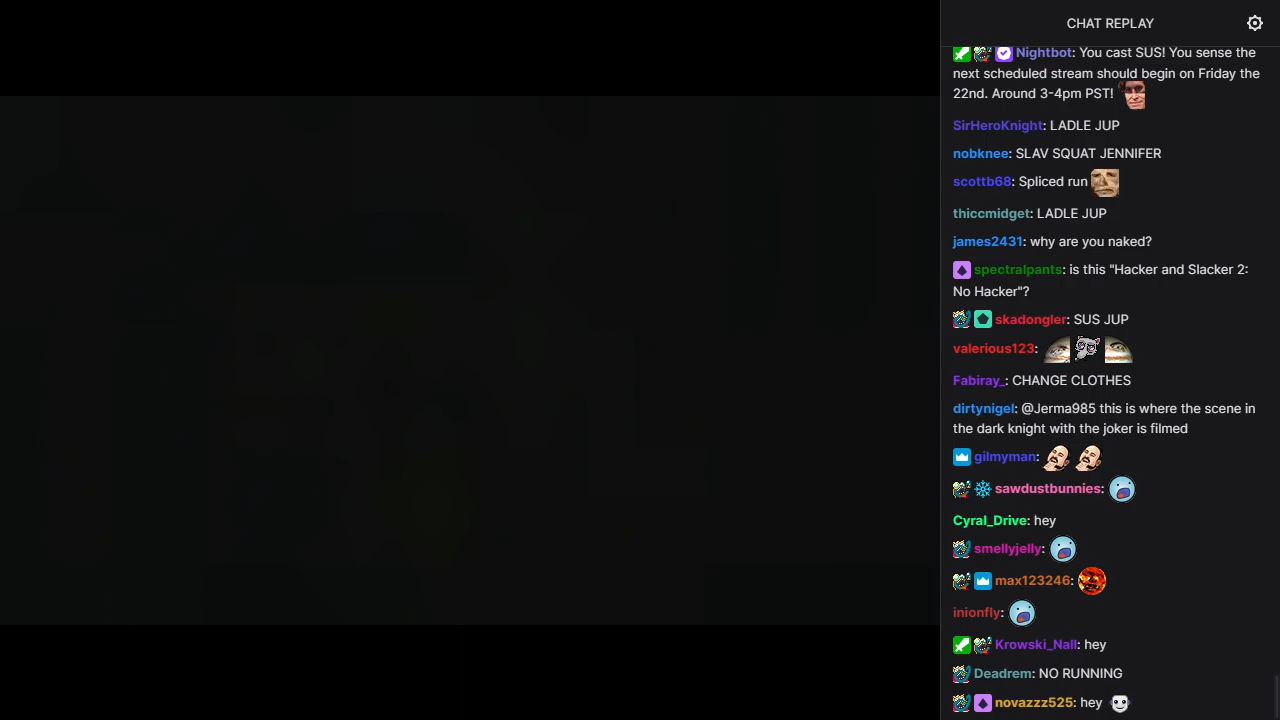 CHAT REPLAY
Nightbot: You cast SUS! You sense the
next scheduled stream should begin on Friday the
22nd. Around 3-4pm PST!
SirHeroKnight: LADLE JUP
nobknee: SLAV SQUAT JENNIFER
scottb68: Spliced run
thiccmidget: LADLE JUP
james2431: why are you naked?
spectralpants: is this "Hacker and Slacker 2:
No Hacker"?
skadongler: SUS JUP
valerious123:
Fabiray_: CHANGE CLOTHES
dirtynigel: @Jerma985 this is where the scene in
the dark knight with the joker is filmed
gilmyman:
sawdustbunnies:
Cyral_Drive: hey
smellyjelly:
max123246:
inionfly:
Krowski_Nall: hey
Deadrem: NO RUNNING
novazzz525: hey